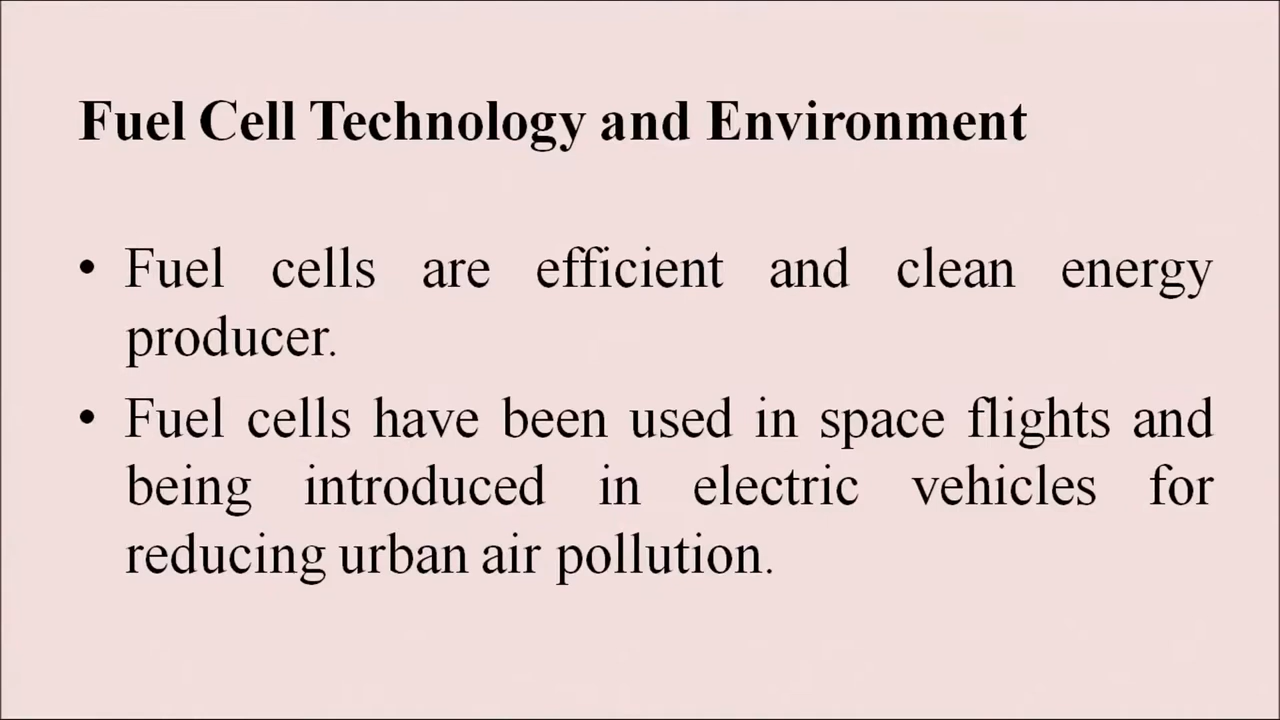 Fuel Cell Technology and Environment
• Fuel cells are efficient and clean energy
producer.
• Fuel cells have been used in space flights and
being introduced in electric vehicles for
reducing urban air pollution.